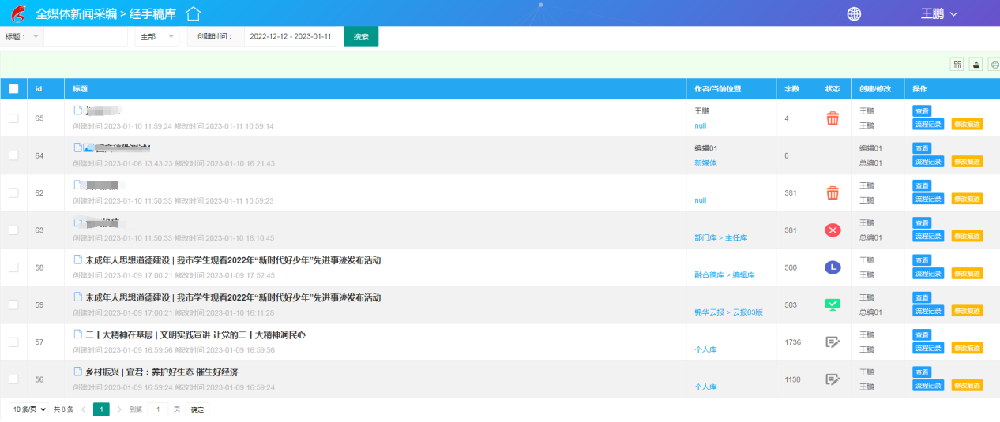 全媒体新闻采编 > 经手稿库
王鹏
标题：
全部
创建时间：
2022-12-12 - 2023-01-11
搜索
id 标题 作者/当前位置 字数 状态 创建/修改 操作
65
创建时间:2023-01-10 11:59:24 修改时间:2023-01-11 10:59:14
王鹏
null
4
王鹏
王鹏
查看
流程记录 修改痕迹
64
创建时间:2023-01-06 13:43:23 修改时间:2023-01-10 16:21:43
编辑01
新媒体
0
编辑01
总编01
查看
流程记录 修改痕迹
62
创建时间:2023-01-10 11:50:33 修改时间:2023-01-11 10:59:23
null
381
王鹏
王鹏
查看
流程记录 修改痕迹
63
创建时间:2023-01-10 11:50:33 修改时间:2023-01-10 16:10:45
部门库 > 主任库
381
王鹏
总编01
查看
流程记录 修改痕迹
58
未成年人思想道德建设 | 我市学生观看2022年“新时代好少年”先进事迹发布活动
创建时间:2023-01-09 17:00:21 修改时间:2023-01-09 17:52:45
融合稿库 > 编辑库
500
王鹏
王鹏
查看
流程记录 修改痕迹
59
未成年人思想道德建设 | 我市学生观看2022年“新时代好少年”先进事迹发布活动
创建时间:2023-01-09 17:00:21 修改时间:2023-01-10 16:11:28
锦华云报 > 云报03版
503
王鹏
总编01
查看
流程记录 修改痕迹
57
二十大精神在基层 | 文明实践宣讲 让党的二十大精神润民心
创建时间:2023-01-09 16:59:56 修改时间:2023-01-09 16:59:56
个人库
1736
王鹏
王鹏
查看
流程记录 修改痕迹
56
乡村振兴 | 宜君：养护好生态 催生好经济
创建时间:2023-01-09 16:59:24 修改时间:2023-01-09 16:59:24
个人库
1130
王鹏
王鹏
查看
流程记录 修改痕迹
10 条/页 共 8 条 1 到第 1 页 确定